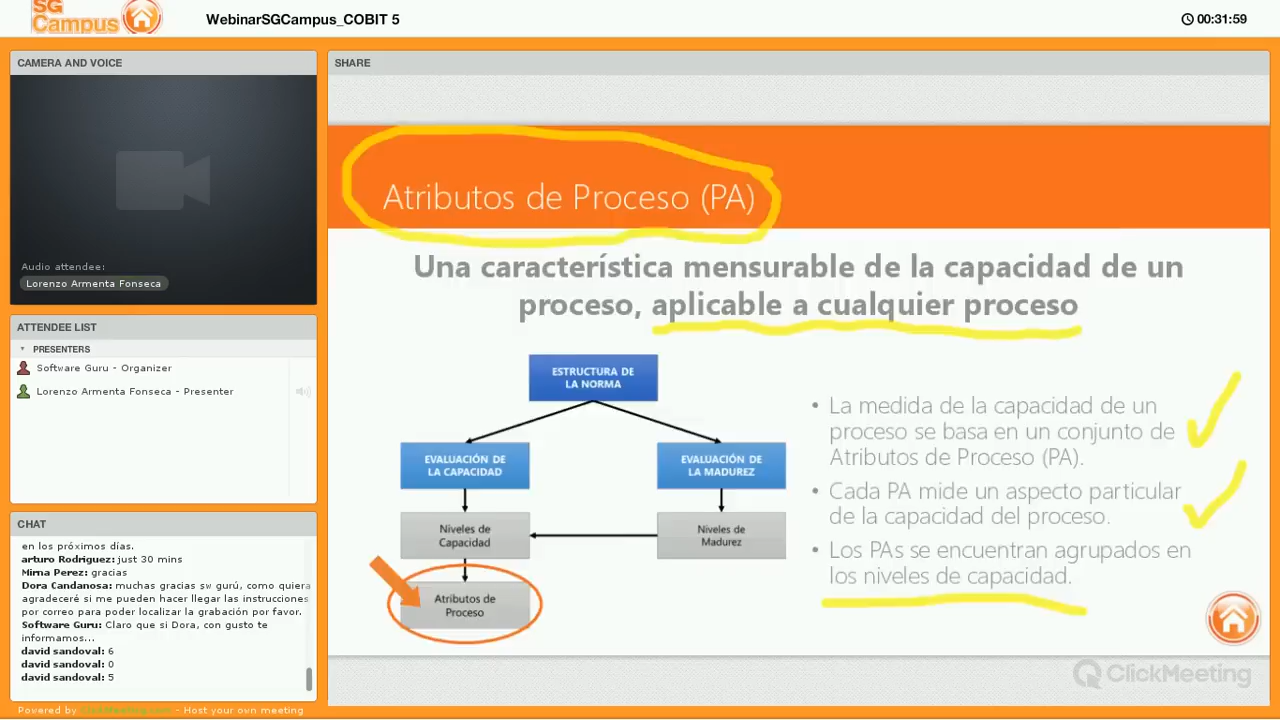 SG
Campus
WebinarSGCampus_COBIT 5
00:31:59
CAMERA AND VOICE
Audio attendee:
Lorenzo Armenta Fonseca
ATTENDEE LIST
PRESENTERS
Software Guru - Organizer
Lorenzo Armenta Fonseca - Presenter
CHAT
en los próximos días.
arturo Rodriguez: just 30 mins
Mirna Perez: gracias
Dora Candanosa: muchas gracias sw gurú, como quiera
agradeceré si me pueden hacer llegar las instrucciones
por correo para poder localizar la grabación por favor.
Software Guru: Claro que si Dora, con gusto te
informamos...
david sandoval: 6
david sandoval: 0
david sandoval: 5
Powered by ClickMeeting.com - Host your own meeting
SHARE
Atributos de Proceso (PA)
Una característica mensurable de la capacidad de un
proceso, aplicable a cualquier proceso
ESTRUCTURA DE
LA NORMA
EVALUACIÓN DE
LA CAPACIDAD
EVALUACIÓN DE
LA MADUREZ
Niveles de
Capacidad
Niveles de
Madurez
Atributos de
Proceso
• La medida de la capacidad de un
proceso se basa en un conjunto de
Atributos de Proceso (PA).
• Cada PA mide un aspecto particular
de la capacidad del proceso.
• Los PAs se encuentran agrupados en
los niveles de capacidad.
ClickMeeting